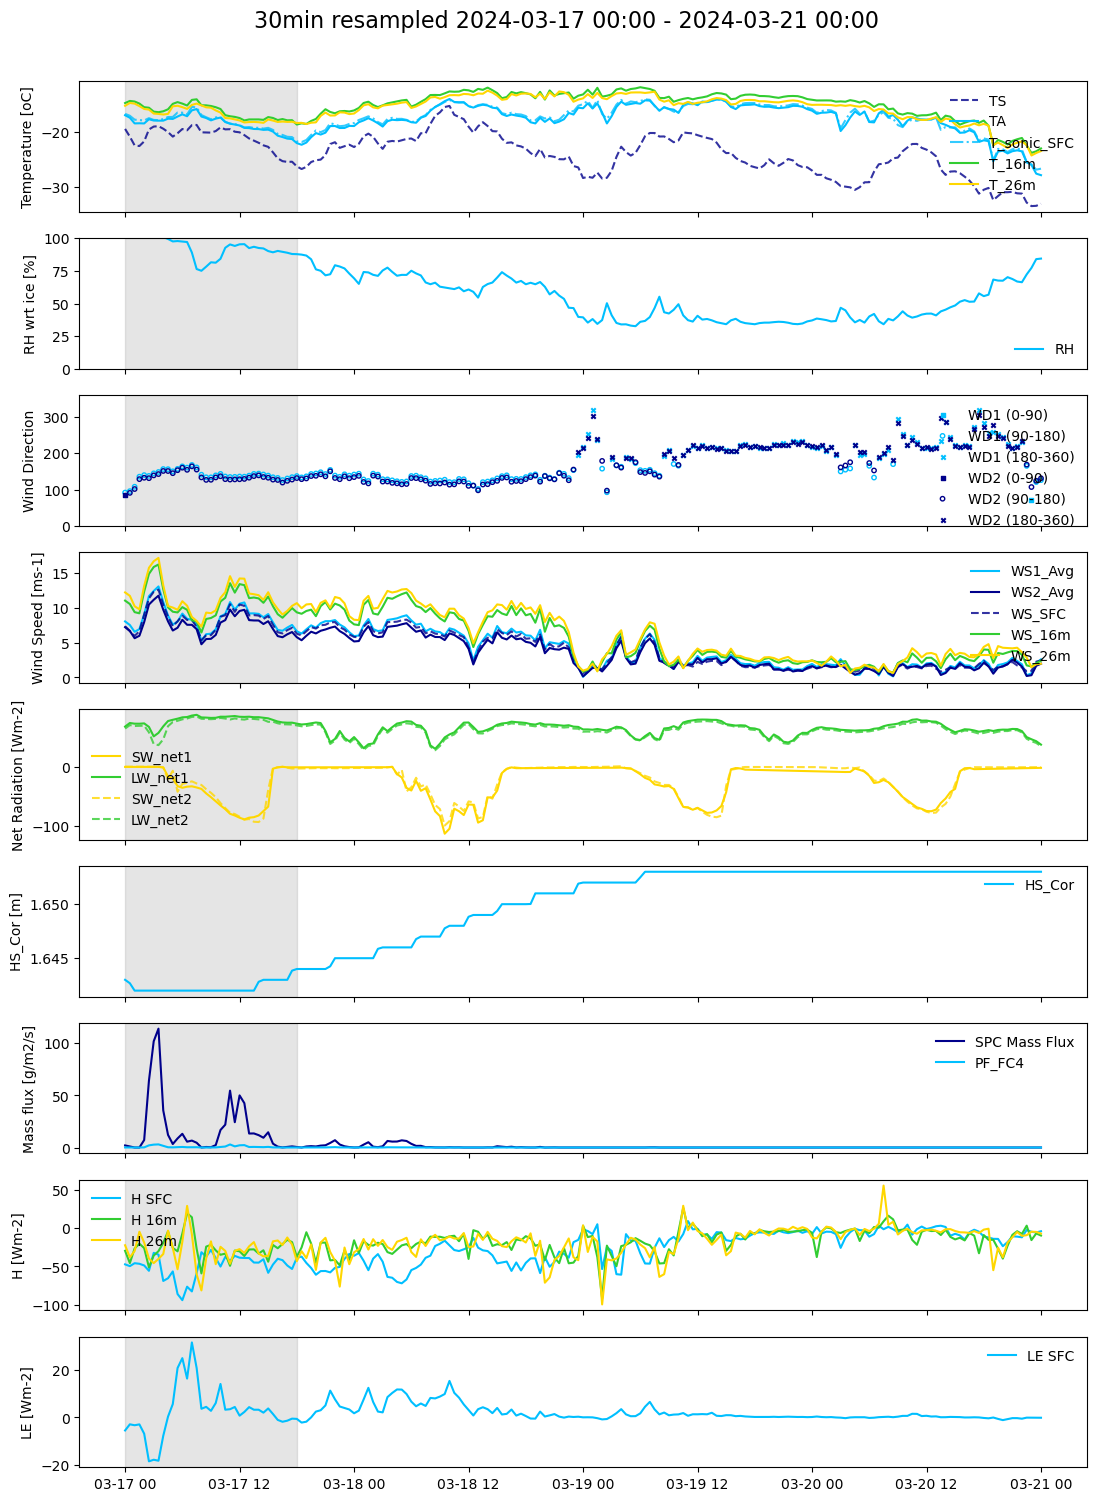 30min resampled 2024-03-17 00:00 - 2024-03-21 00:00
Temperature [oC]
−20
−30
TS
TA
T_sonic_SFC
T_16m
T_26m
RH wrt ice [%]
100
75
50
25
0
RH
Wind Direction
300
200
100
0
WD1 (0-90)
WD1 (90-180)
WD1 (180-360)
WD2 (0-90)
WD2 (90-180)
WD2 (180-360)
Wind Speed [ms-1]
15
10
5
0
WS1_Avg
WS2_Avg
WS_SFC
WS_16m
WS_26m
Net Radiation [Wm-2]
0
−100
SW_net1
LW_net1
SW_net2
LW_net2
HS_Cor [m]
1.650
1.645
HS_Cor
Mass flux [g/m2/s]
100
50
0
SPC Mass Flux
PF_FC4
H [Wm-2]
50
0
−50
−100
H SFC
H 16m
H 26m
LE [Wm-2]
20
0
−20
LE SFC
03-17 00
03-17 12
03-18 00
03-18 12
03-19 00
03-19 12
03-20 00
03-20 12
03-21 00